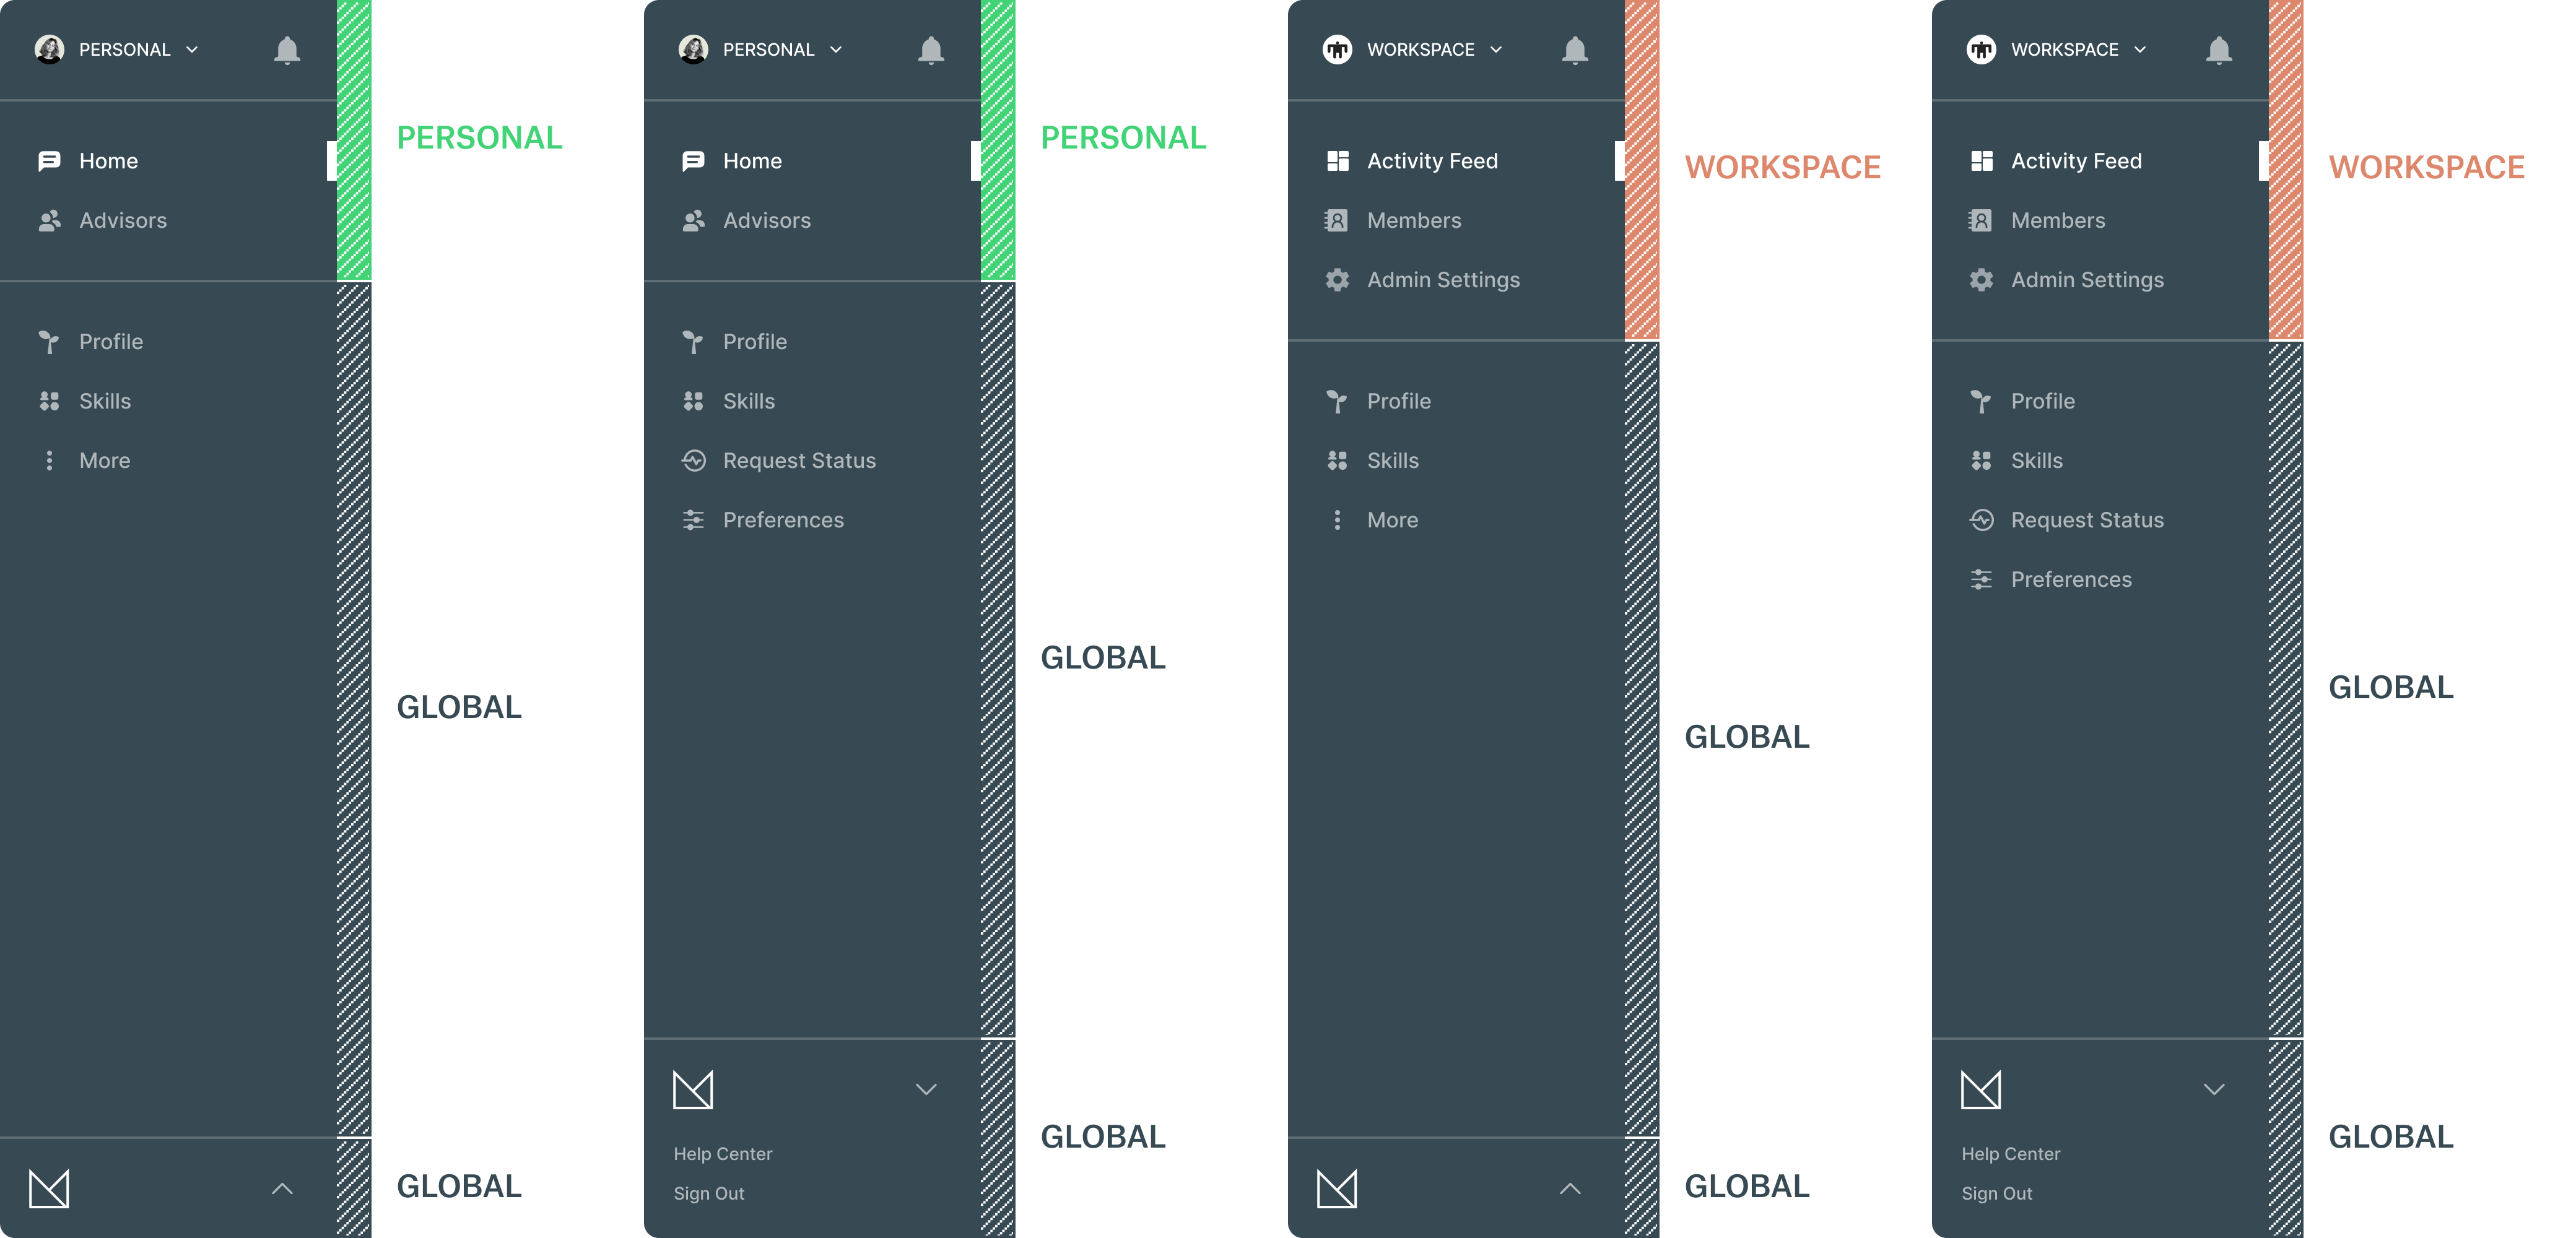 PERSONAL
Home
Advisors
Profile
Skills
More
PERSONAL
GLOBAL
GLOBAL
PERSONAL
Home
Advisors
Profile
Skills
Request Status
Preferences
Help Center
Sign Out
PERSONAL
GLOBAL
GLOBAL
WORKSPACE
Activity Feed
Members
Admin Settings
Profile
Skills
More
WORKSPACE
GLOBAL
GLOBAL
WORKSPACE
Activity Feed
Members
Admin Settings
Profile
Skills
Request Status
Preferences
Help Center
Sign Out
WORKSPACE
GLOBAL
GLOBAL